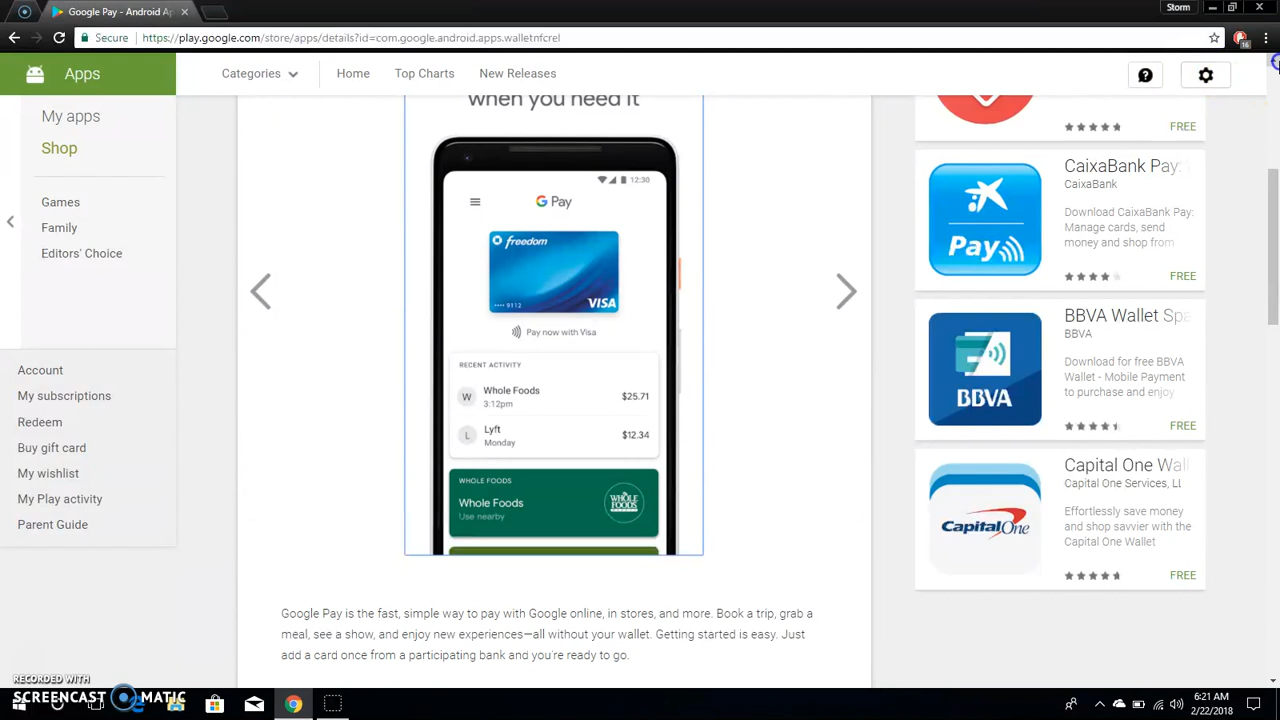 Google Pay - Android Ap
Storm
Secure
https://play.google.com/store/apps/details?id=com.google.android.apps.walletnfcrel
16
Apps
Categories
Home
Top Charts
New Releases
My apps
Shop
Games
Family
Editors' Choice
Account
My subscriptions
Redeem
Buy gift card
My wishlist
My Play activity
Parent Guide
when you need it
12:30
G Pay
freedom
•••• 9112
VISA
Pay now with Visa
RECENT ACTIVITY
W
Whole Foods
3:12pm
$25.71
L
Lyft
Monday
$12.34
WHOLE FOODS
Whole Foods
Use nearby
WHOLE
FOODS
Google Pay is the fast, simple way to pay with Google online, in stores, and more. Book a trip, grab a
meal, see a show, and enjoy new experiences—all without your wallet. Getting started is easy. Just
add a card once from a participating bank and you're ready to go.
FREE
Pay
CaixaBank Pay:
CaixaBank
Download CaixaBank Pay:
Manage cards, send
money and shop from
FREE
BBVA
BBVA Wallet Spa
BBVA
Download for free BBVA
Wallet - Mobile Payment
to purchase and enjoy
FREE
CapitalOne
Capital One Wall
Capital One Services, LL
Effortlessly save money
and shop savvier with the
Capital One Wallet
FREE
RECORDED WITH
SCREENCAST MATIC
6:21 AM
2/22/2018